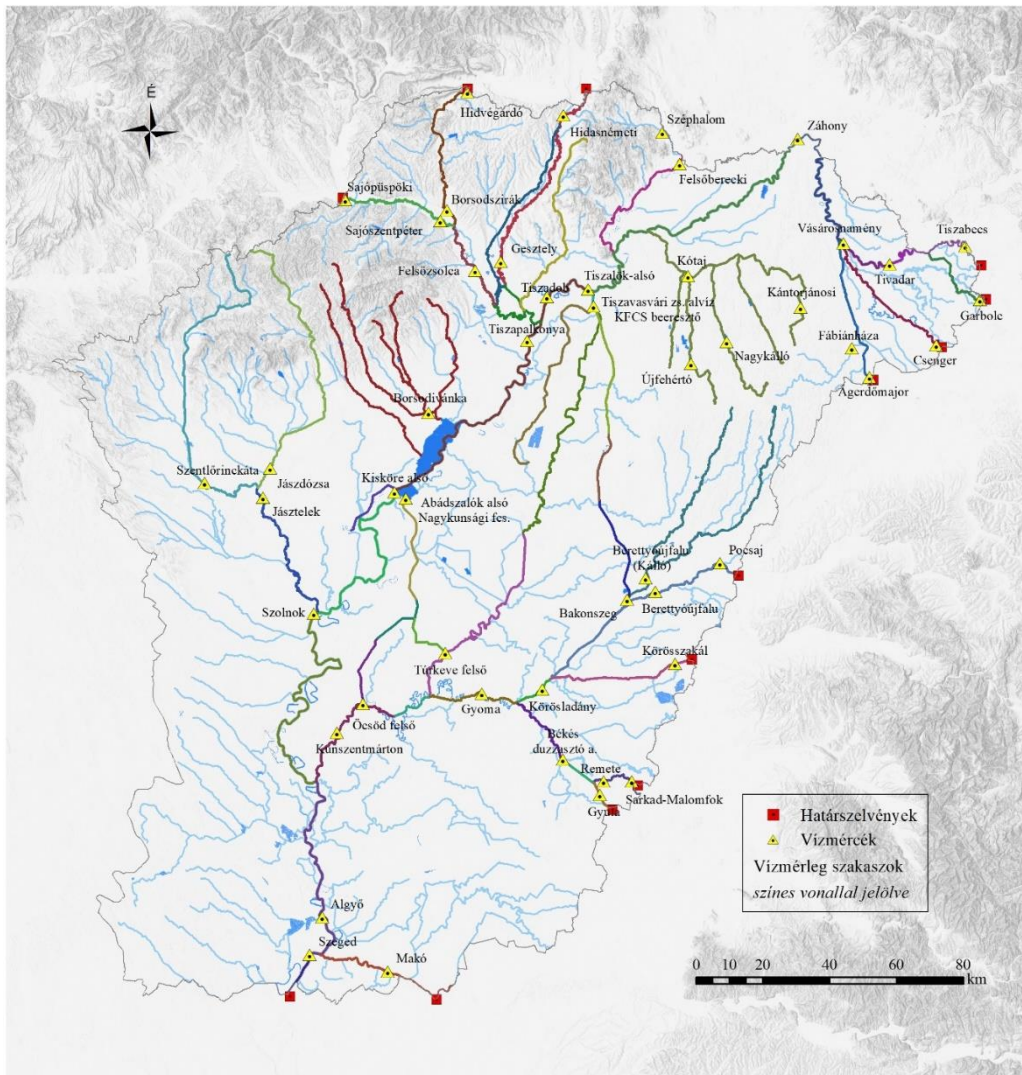 É
Hidvégárdó
Hidasnémeti
Széphalom
Záhony
Felsőberecki
Sajópüspöki
Borsodszirák
Sajószentpéter
Vásárosnamény
Tiszabecs
Gesztely
Felsőzsolca
Tivadar
Kótaj
Tiszalök-alsó
Tiszadob
Kántorjánosi
Garbolc
Tiszavasvári zs. alvíz
KFCS beeresztő
Tiszapalkonya
Nagykálló
Fábiánháza
Csenger
Újfehértó
Ágerdőmajor
Borsodivánka
Szentlőrinckáta
Jászdózsa
Kisköre alsó
Jásztelek
Abádszalók alsó
Nagykunsági fcs.
Berettyóújfalu
(Kálló)
Pocsaj
Szolnok
Bakonszeg
Berettyóújfalu
Körösszakál
Túrkeve felső
Gyoma
Körösladány
Öcsöd felső
Kunszentmárton
Békés
duzzasztó a.
Remete
Sarkad-Malomfok
Gyula
Határszelvények
Vízmércék
Vízmérleg szakaszok
színes vonallal jelölve
Algyő
Szeged
Makó
0 10 20 40 60 80
km